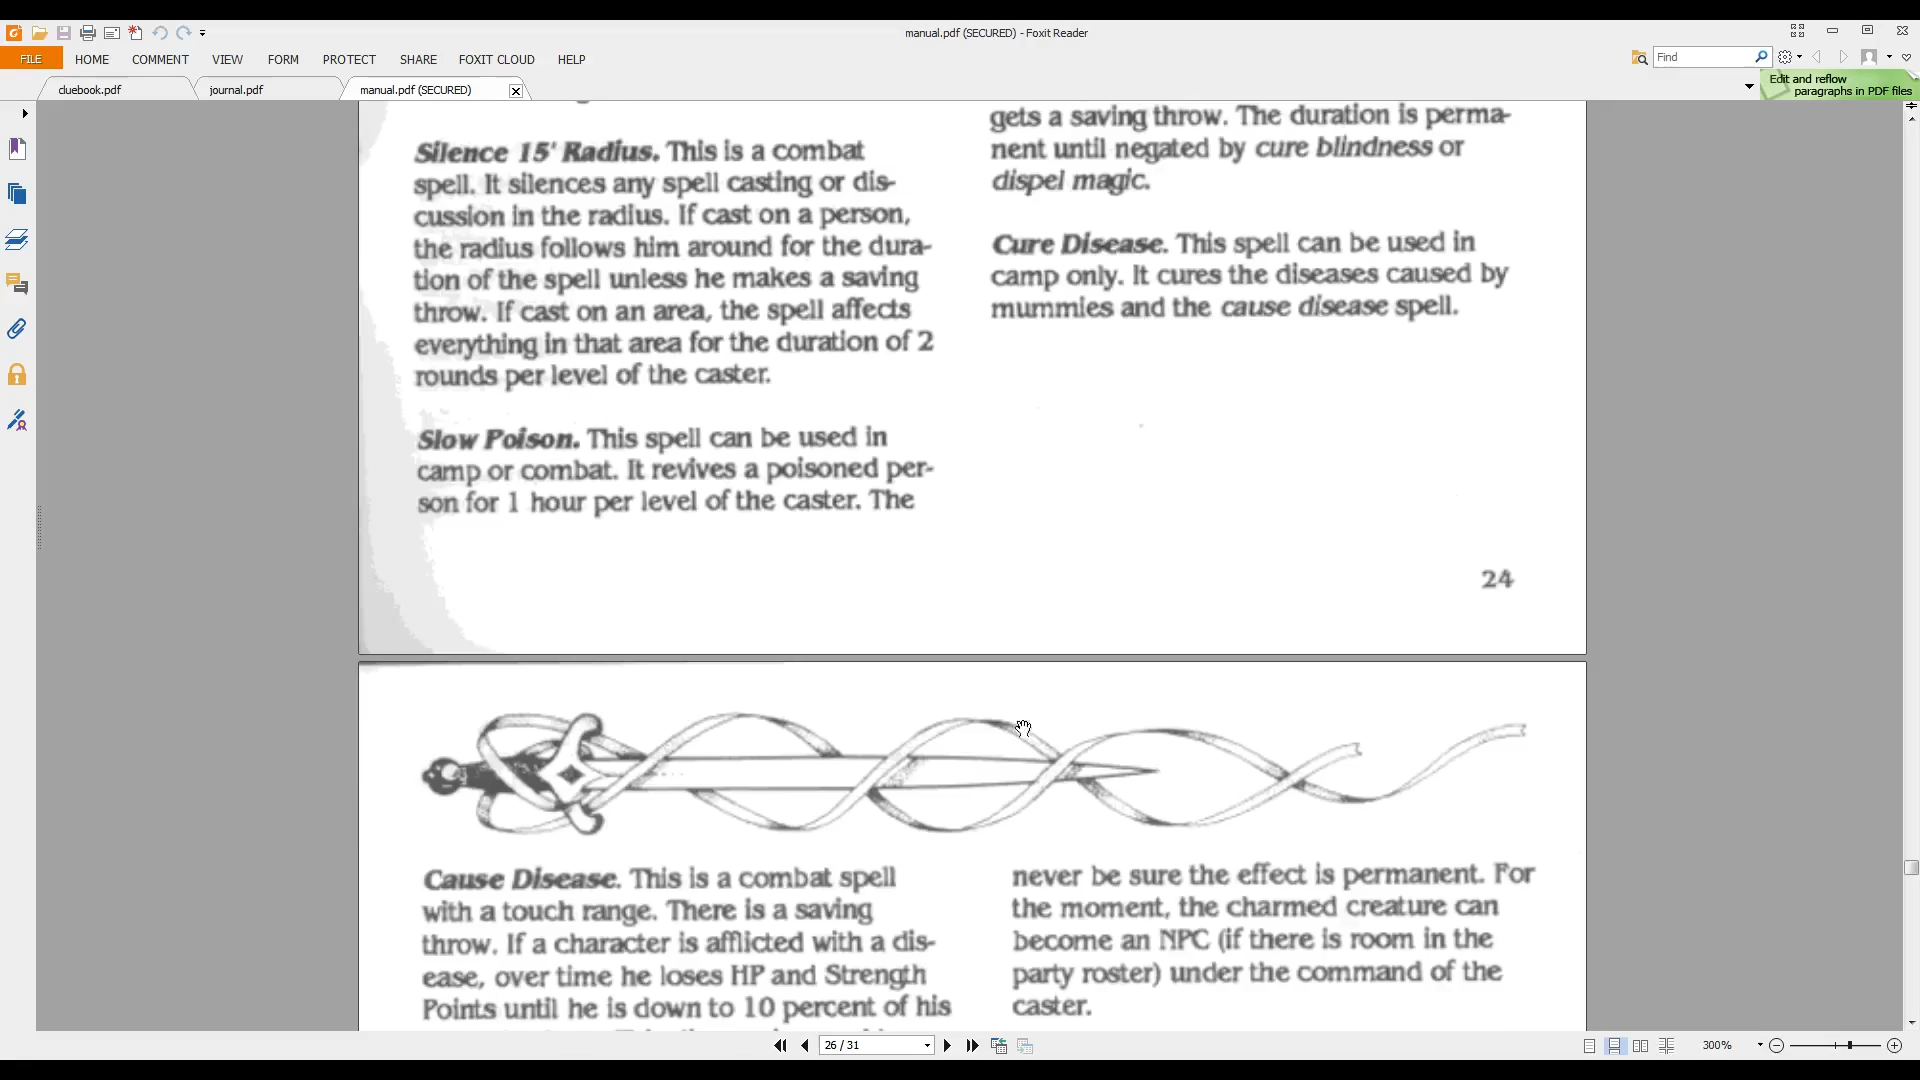 manual.pdf (SECURED) - Foxit Reader
FILE
HOME
COMMENT
VIEW
FORM
PROTECT
SHARE
FOXIT CLOUD
HELP
Find
cluebook.pdf
journal.pdf
manual.pdf (SECURED)
Edit and reflow
paragraphs in PDF files
Silence 15' Radius. This is a combat
spell. It silences any spell casting or dis-
cussion in the radius. If cast on a person,
the radius follows him around for the dura-
tion of the spell unless he makes a saving
throw. If cast on an area, the spell affects
everything in that area for the duration of 2
rounds per level of the caster.
Slow Poison. This spell can be used in
camp or combat. It revives a poisoned per-
son for 1 hour per level of the caster. The
gets a saving throw. The duration is perma-
nent until negated by cure blindness or
dispel magic.
Cure Disease. This spell can be used in
camp only. It cures the diseases caused by
mummies and the cause disease spell.
24
Cause Disease. This is a combat spell
with a touch range. There is a saving
throw. If a character is afflicted with a dis-
ease, over time he loses HP and Strength
Points until he is down to 10 percent of his
never be sure the effect is permanent. For
the moment, the charmed creature can
become an NPC (if there is room in the
party roster) under the command of the
caster.
26 / 31
300%